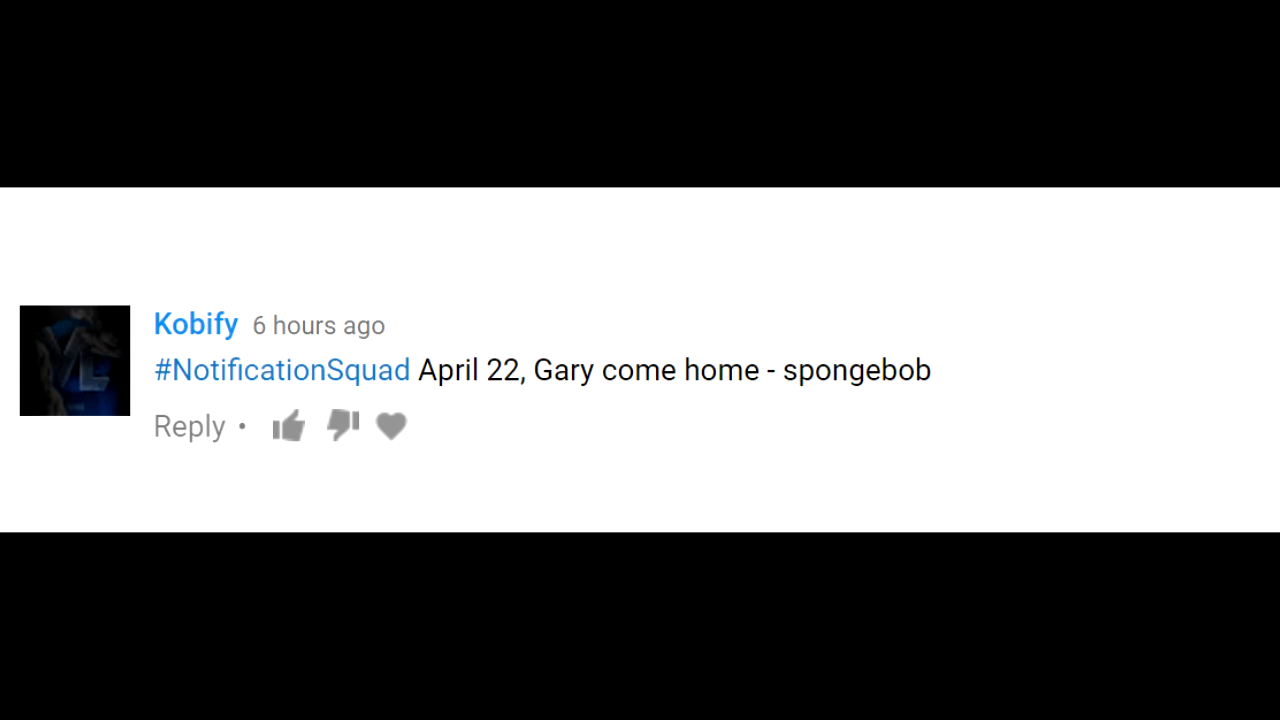 Kobify 6 hours ago
#NotificationSquad April 22, Gary come home - spongebob
Reply •